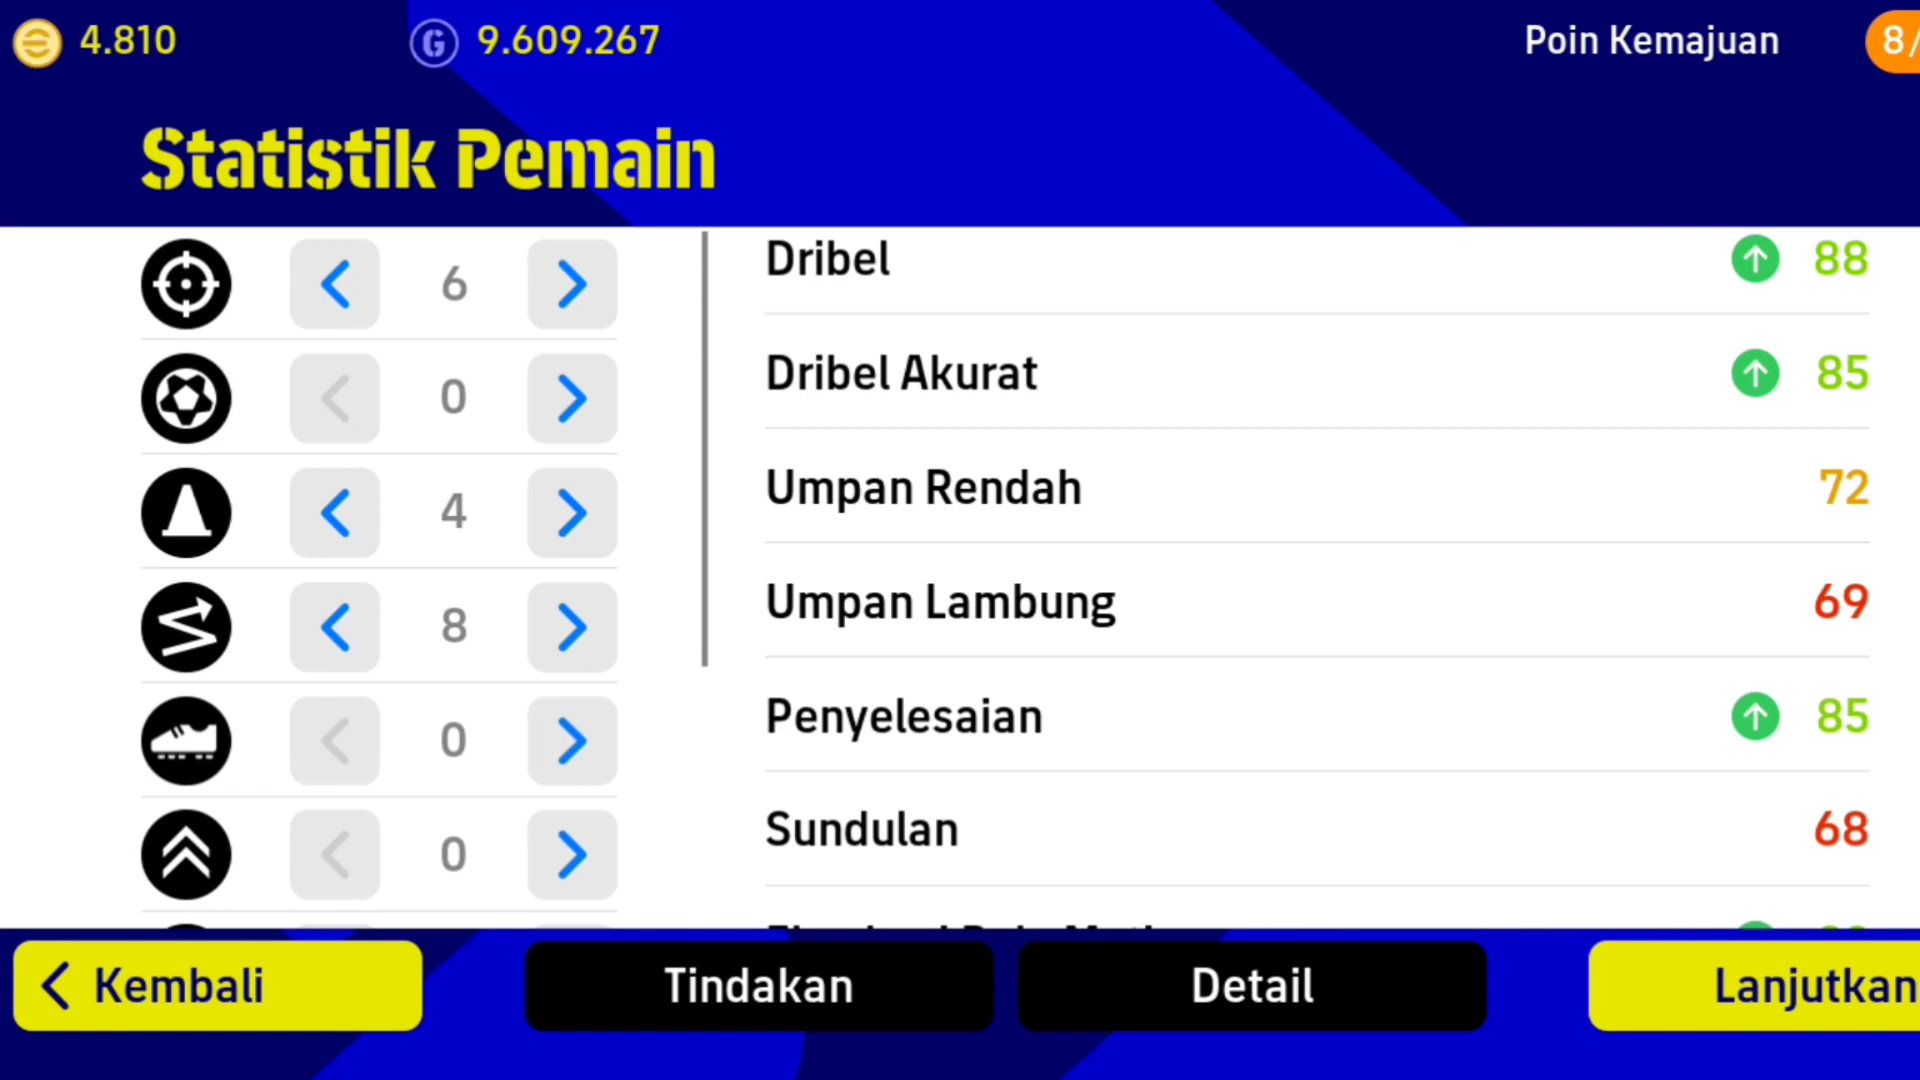 4.810
9.609.267
Poin Kemajuan
8/
Statistik Pemain
6
Dribel
88
0
Dribel Akurat
85
4
Umpan Rendah
72
8
Umpan Lambung
69
0
Penyelesaian
85
0
Sundulan
68
Kembali
Tindakan
Detail
Lanjutkan